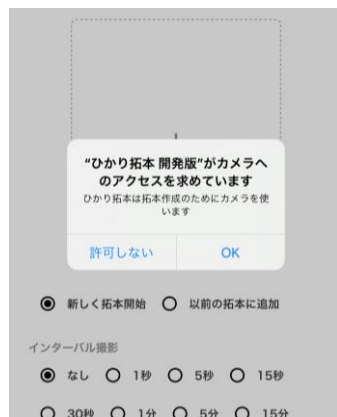 “ひかり拓本 開発版”がカメラへ
のアクセスを求めています
ひかり拓本は拓本作成のためにカメラを使
います
許可しない OK
新しく拓本開始 以前の拓本に追加
インターバル撮影
なし 1秒 5秒 15秒
30秒 1分 5分 15分